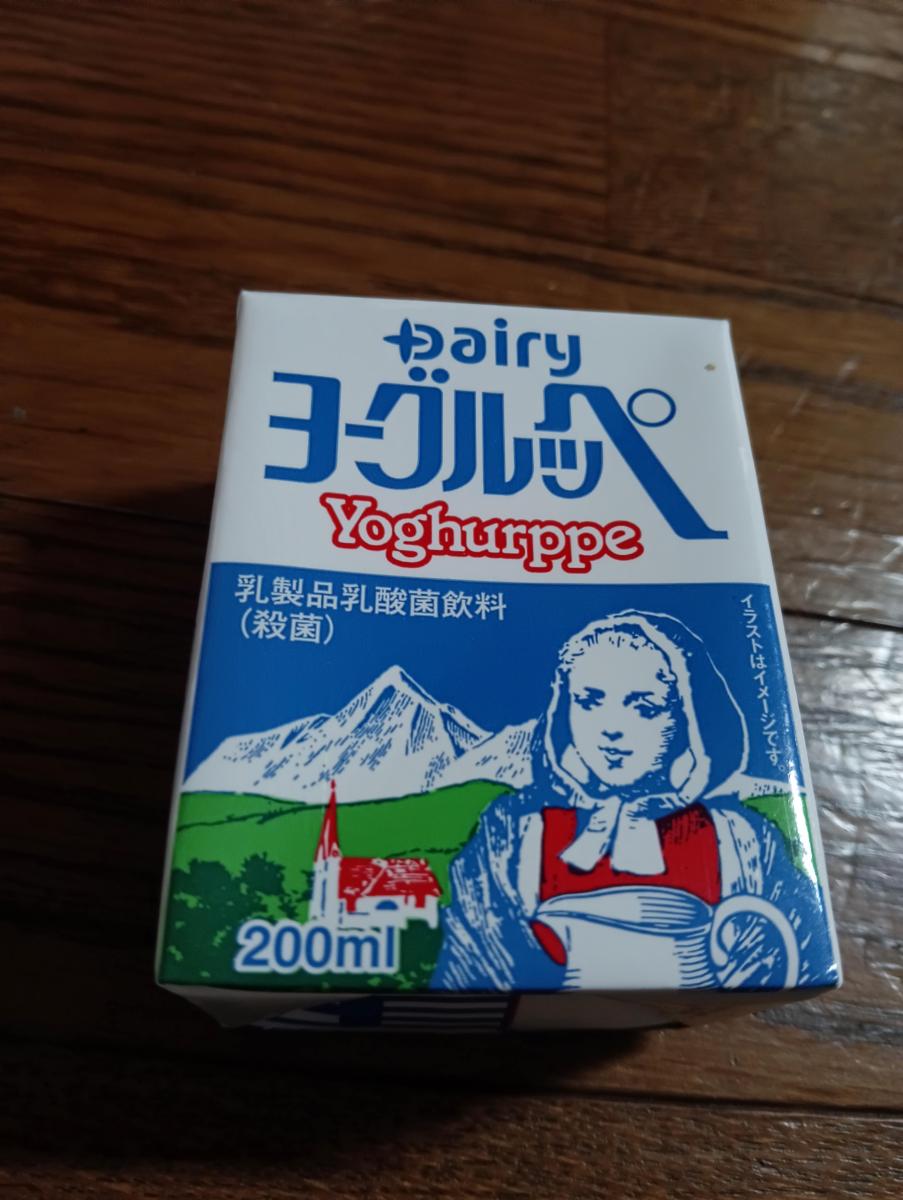 Dairy
ヨーグルッペ
Yoghurppe
乳製品乳酸菌飲料
(殺菌)
イラストはイメージです。
200ml